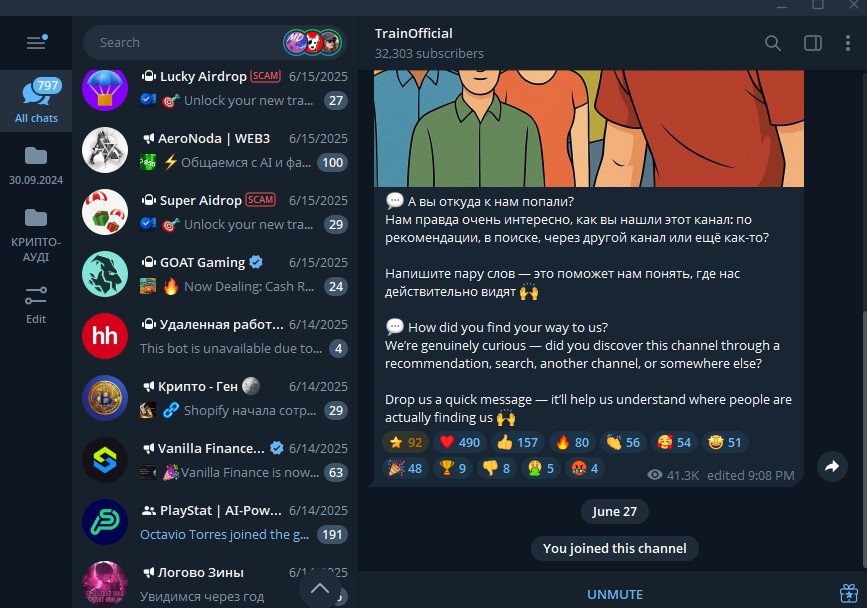 797
All chats
30.09.2024
КРИПТО-
АУДІ
Edit
Search
Lucky Airdrop SCAM 6/15/2025
Unlock your new tra... 27
AeroNoda | WEB3 6/15/2025
Общаемся с AI и фа... 100
Super Aidrop SCAM 6/15/2025
Unlock your new tra... 29
GOAT Gaming 6/15/2025
Now Dealing: Cash R... 24
hh
Удаленная работ... 6/14/2025
This bot is unavailable due to... 4
Крипто - Ген 6/14/2025
Shopify начала сотр... 29
Vanilla Finance... 6/14/2025
Vanilla Finance is now... 63
PlayStat | AI-Pow... 6/14/2025
Octavio Torres joined the g... 191
Логово Зины
Увидимся через год
TrainOfficial
32,303 subscribers
💬 А вы откуда к нам попали?
Нам правда очень интересно, как вы нашли этот канал: по
рекомендации, в поиске, через другой канал или ещё как-то?
Напишите пару слов — это поможет нам понять, где нас
действительно видят 🙌
💬 How did you find your way to us?
We’re genuinely curious — did you discover this channel through a
recommendation, search, another channel, or somewhere else?
Drop us a quick message — it’ll help us understand where people are
actually finding us 🙌
⭐ 92 ❤️ 490 👍 157 🔥 80 👏 56 🥰 54 🤩 51
🎉 48 🏆 9 👎 8 🤮 5 🤬 4 41.3K edited 9:08 PM
June 27
You joined this channel
UNMUTE